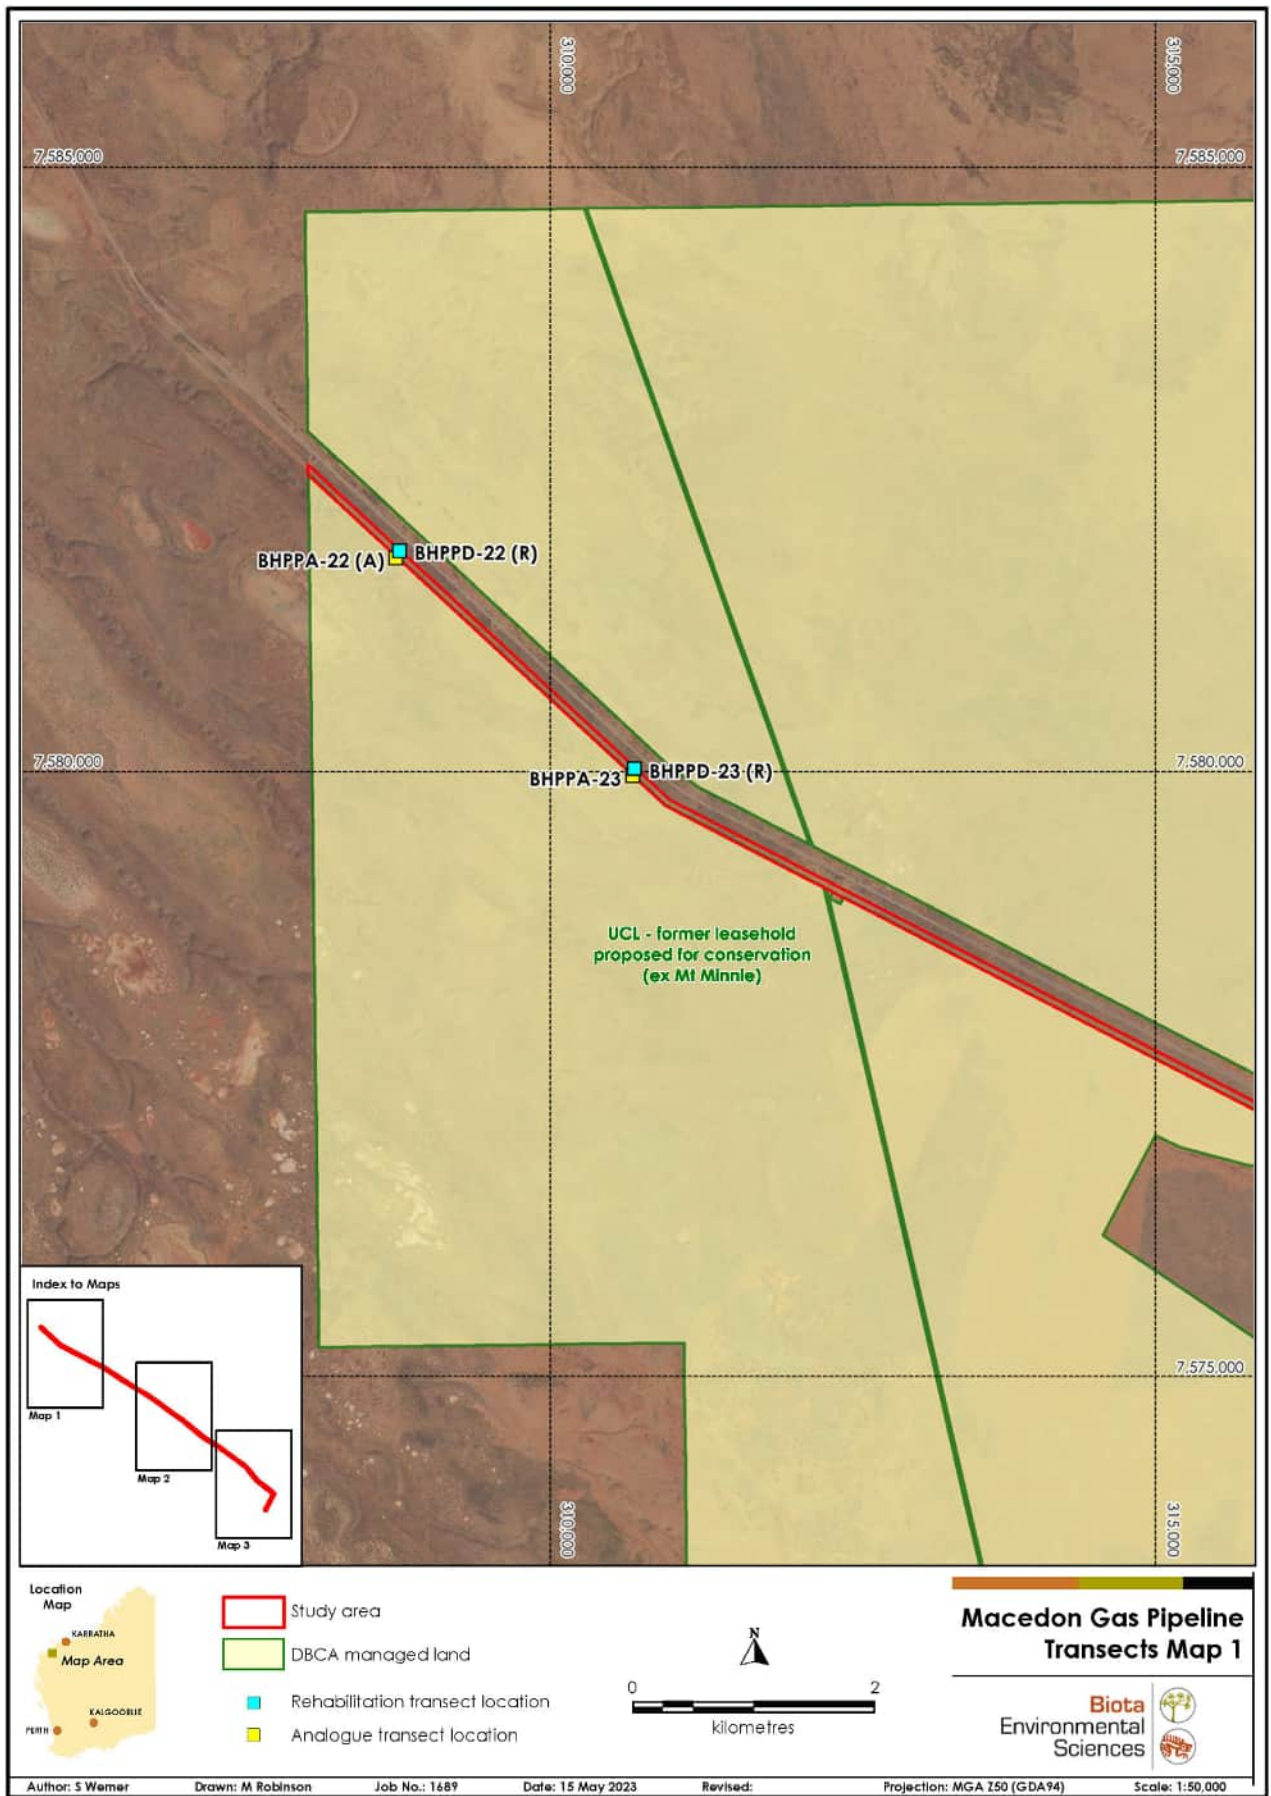 310,000
315,000
7,585,000
7,585,000
BHPPA-22 (A)
BHPPD-22 (R)
7,580,000
7,580,000
BHPPA-23
BHPPD-23 (R)
UCL - former leasehold
proposed for conservation
(ex Mt Minnie)
7,575,000
310,000
315,000
Index to Maps
Map 1
Map 2
Map 3
Location
Map
KARRATHA
Map Area
KALGOORLIE
PERTH
Study area
DBCA managed land
Rehabilitation transect location
Analogue transect location
N
0
2
kilometres
Macedon Gas Pipeline
Transects Map 1
Biota
Environmental
Sciences
Author: S Werner
Drawn: M Robinson
Job No.: 1689
Date: 15 May 2023
Revised:
Projection: MGA Z50 (GDA94)
Scale: 1:50,000